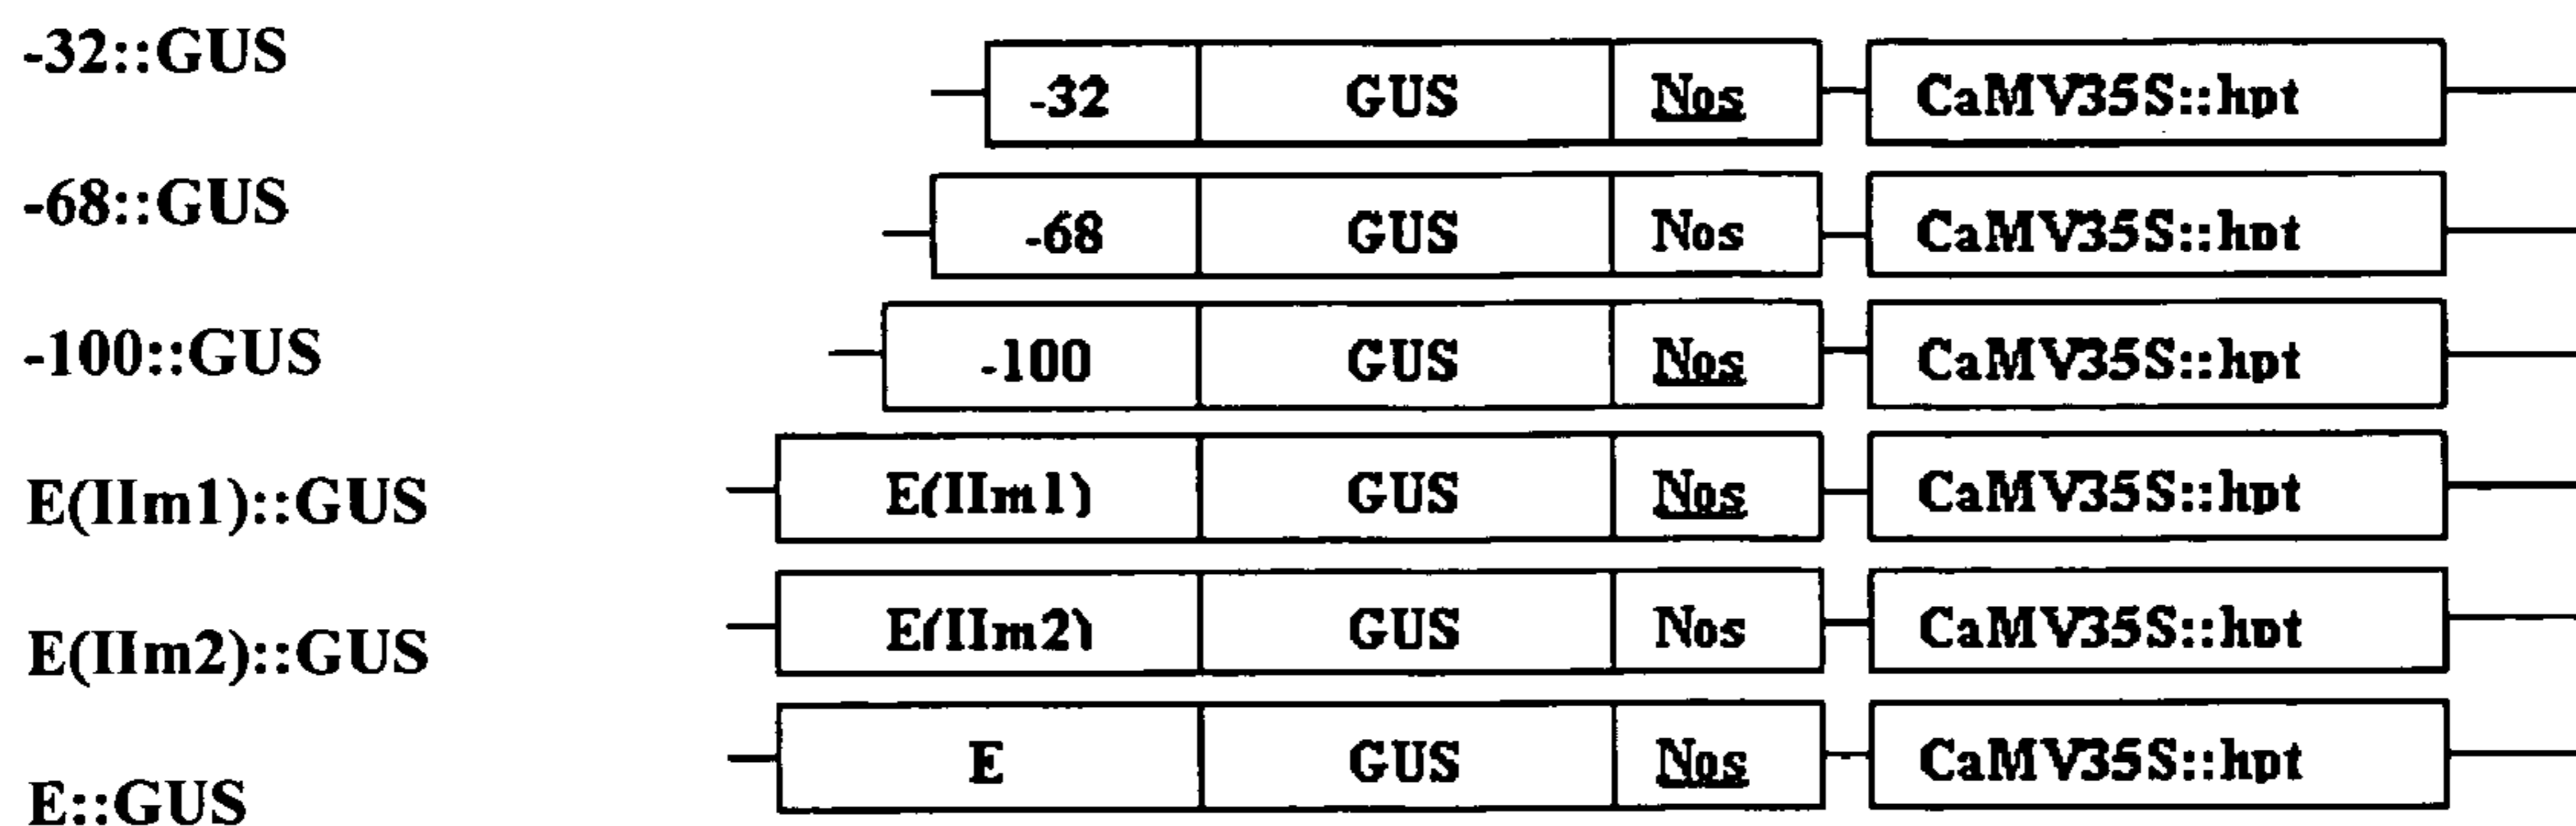 -32::GUS -32 GUS Nos CaMV35S::hpt
-68::GUS -68 GUS Nos CaMV35S::hpt
-100::GUS -100 GUS Nos CaMV35S::hpt
E(IIm1)::GUS E(IIm1) GUS Nos CaMV35S::hpt
E(IIm2)::GUS E(IIm2) GUS Nos CaMV35S::hpt
E::GUS E GUS Nos CaMV35S::hpt